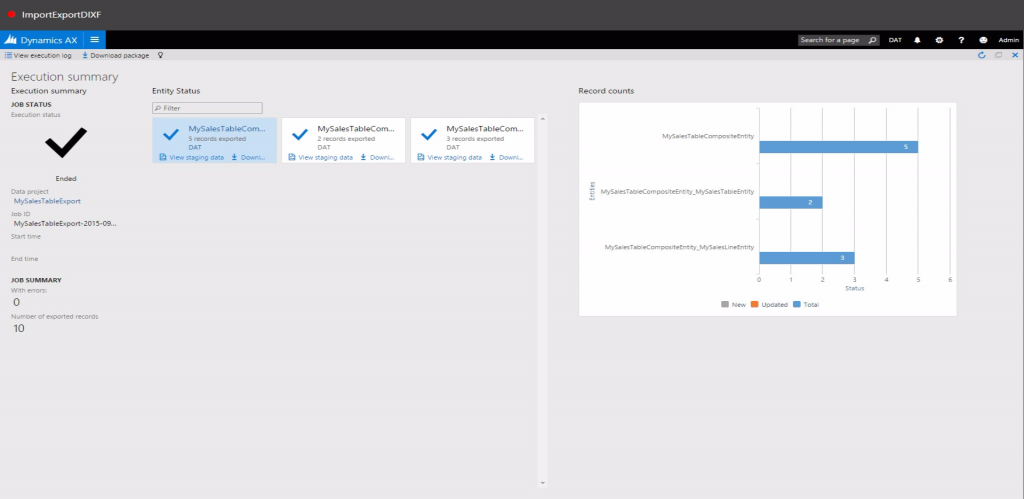 ImportExportDIXF
Dynamics AX
Search for a page
DAT
?
Admin
View execution log
Download package
Execution summary
Execution summary
JOB STATUS
Execution status
Ended
Data project
MySalesTableExport
Job ID
MySalesTableExport-2015-09...
Start time
End time
JOB SUMMARY
With errors:
0
Number of exported records
10
Entity Status
Filter
MySalesTableCom...
5 records exported
DAT
View staging data
Downl...
MySalesTableCom...
2 records exported
DAT
View staging data
Downl...
MySalesTableCom...
3 records exported
DAT
View staging data
Downl...
Record counts
Entities
MySalesTableCompositeEntity
5
MySalesTableCompositeEntity_MySalesTableEntity
2
MySalesTableCompositeEntity_MySalesLineEntity
3
0 1 2 3 4 5 6
Status
New Updated Total